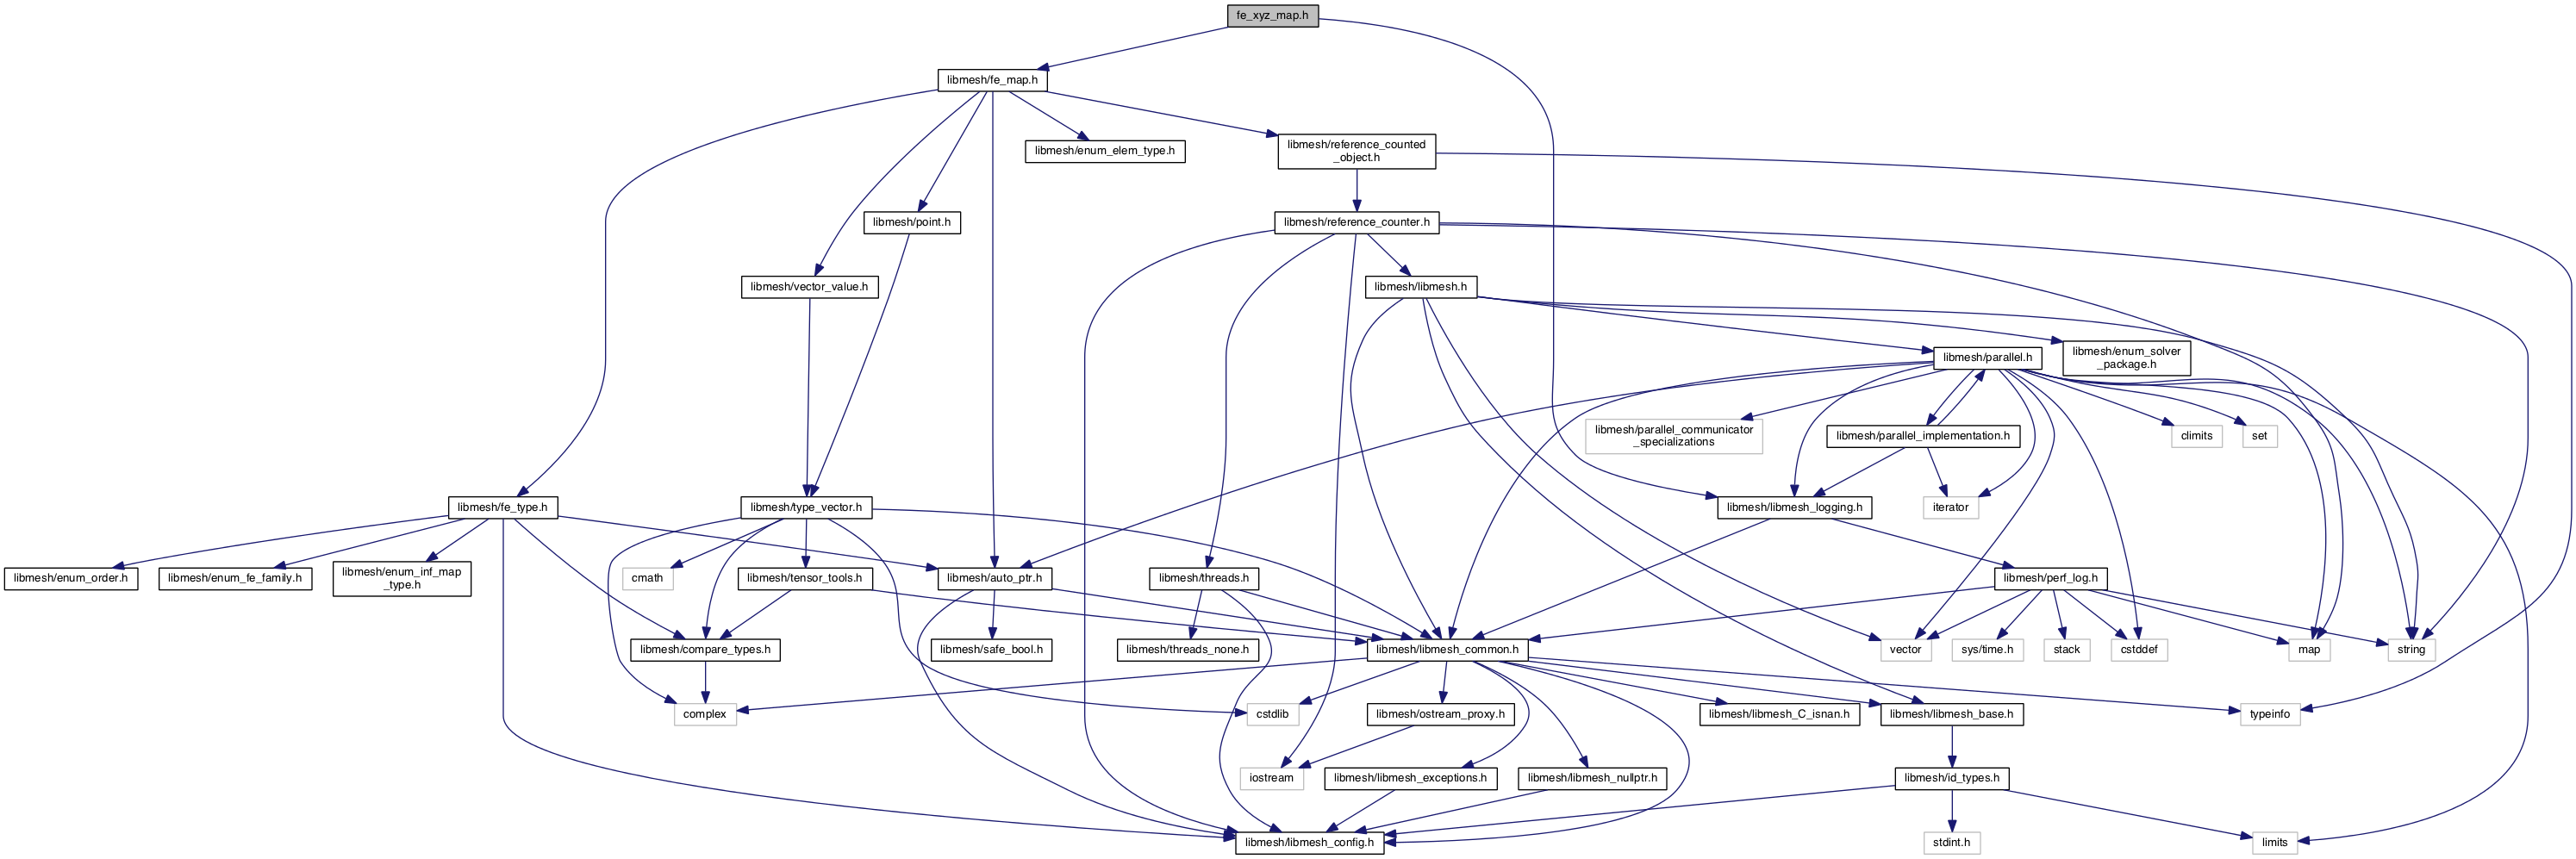 fe_xyz_map.h
libmesh/fe_map.h
libmesh/enum_elem_type.h
libmesh/reference_counted
_object.h
libmesh/point.h
libmesh/reference_counter.h
libmesh/vector_value.h
libmesh/libmesh.h
libmesh/parallel.h
libmesh/enum_solver
_package.h
libmesh/parallel_communicator
_specializations
libmesh/parallel_implementation.h
climits
set
libmesh/fe_type.h
libmesh/type_vector.h
libmesh/libmesh_logging.h
iterator
libmesh/enum_order.h
libmesh/enum_fe_family.h
libmesh/enum_inf_map
_type.h
cmath
libmesh/tensor_tools.h
libmesh/auto_ptr.h
libmesh/threads.h
libmesh/perf_log.h
libmesh/compare_types.h
libmesh/safe_bool.h
libmesh/threads_none.h
libmesh/libmesh_common.h
vector
sys/time.h
stack
cstddef
map
string
complex
cstdlib
libmesh/ostream_proxy.h
libmesh/libmesh_C_isnan.h
libmesh/libmesh_base.h
typeinfo
iostream
libmesh/libmesh_exceptions.h
libmesh/libmesh_nullptr.h
libmesh/id_types.h
libmesh/libmesh_config.h
stdint.h
limits